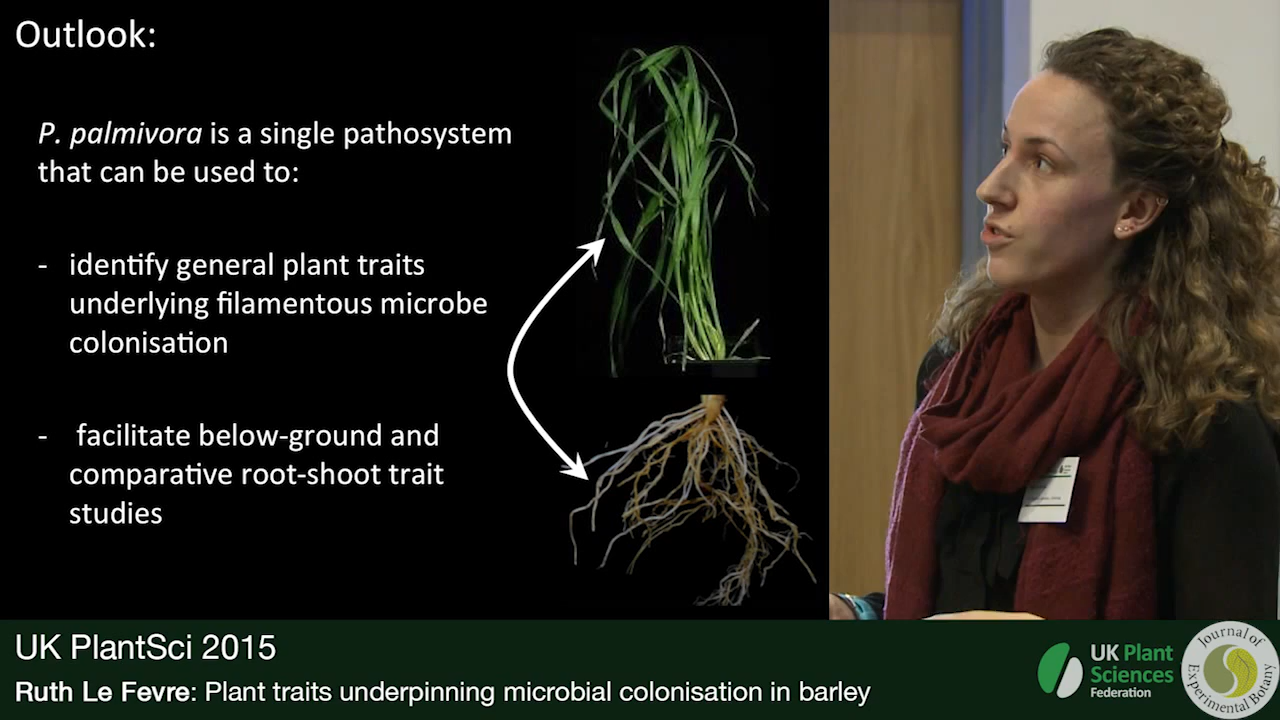 Outlook:
P. palmivora is a single pathosystem
that can be used to:
- identify general plant traits
underlying filamentous microbe
colonisation
- facilitate below-ground and
comparative root-shoot trait
studies
UK PlantSci 2015
Ruth Le Fevre: Plant traits underpinning microbial colonisation in barley
UK Plant
Sciences
Federation
Journal of
Experimental Botany